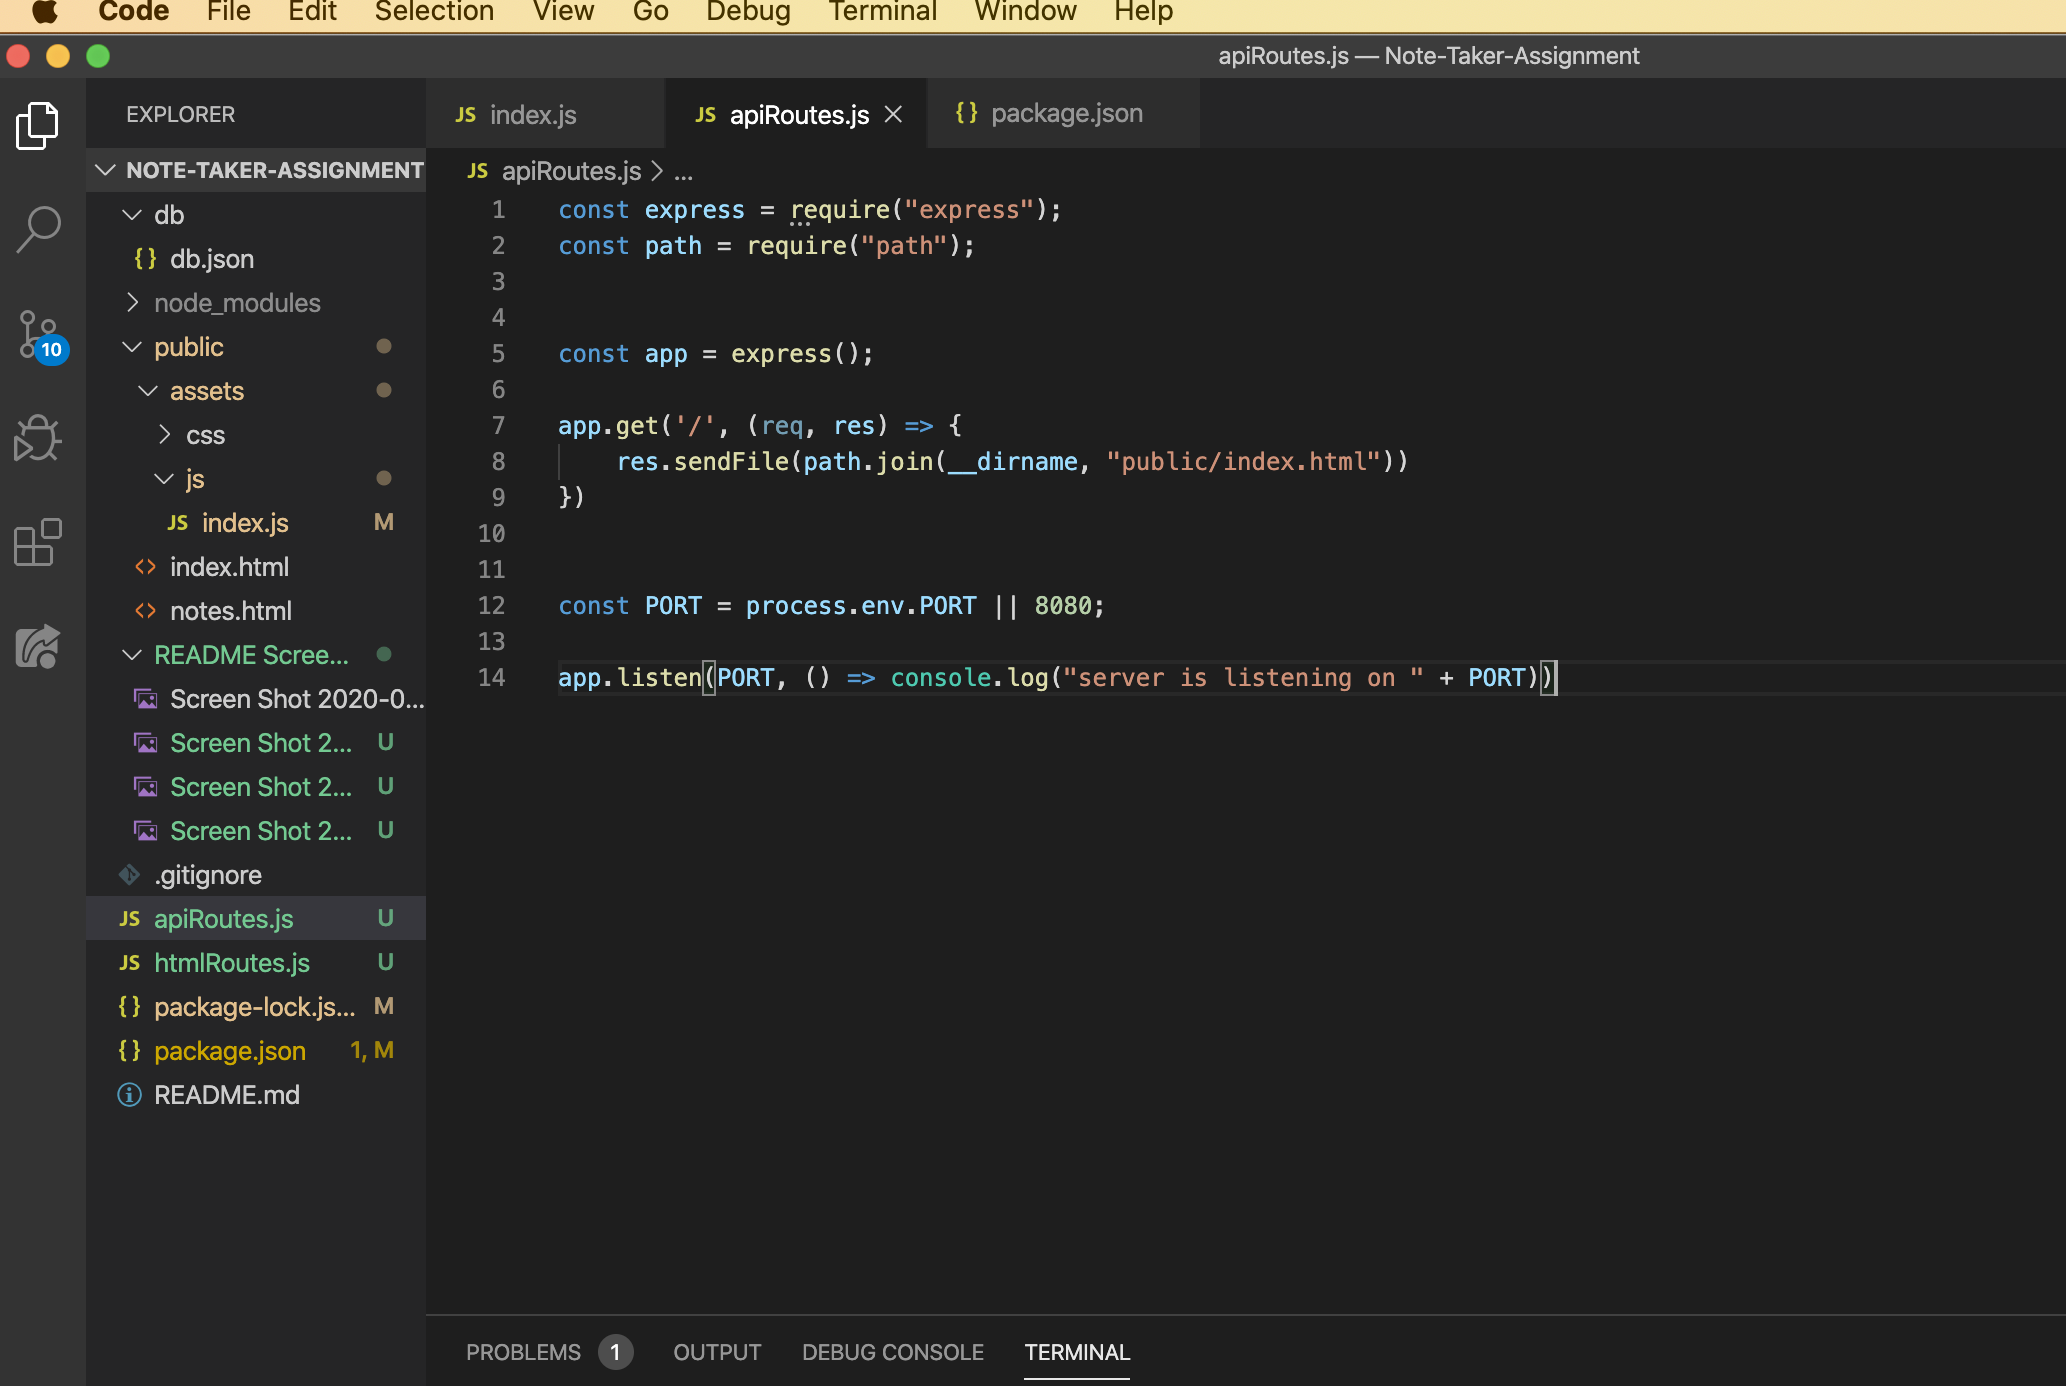 Code File Edit Selection View Go Debug Terminal Window Help
apiRoutes.js — Note-Taker-Assignment
EXPLORER
NOTE-TAKER-ASSIGNMENT
db
{} db.json
node_modules
public
assets
css
js
JS index.js M
<> index.html
<> notes.html
README Scree...
Screen Shot 2020-0...
Screen Shot 2... U
Screen Shot 2... U
Screen Shot 2... U
.gitignore
JS apiRoutes.js U
JS htmlRoutes.js U
{} package-lock.js... M
{} package.json 1, M
README.md
10
JS index.js JS apiRoutes.js {} package.json
JS apiRoutes.js > ...
1 const express = require("express");
2 const path = require("path");
3
4
5 const app = express();
6
7 app.get('/', (req, res) => {
8 res.sendFile(path.join(__dirname, "public/index.html"))
9 })
10
11
12 const PORT = process.env.PORT || 8080;
13
14 app.listen(PORT, () => console.log("server is listening on " + PORT))
PROBLEMS 1 OUTPUT DEBUG CONSOLE TERMINAL